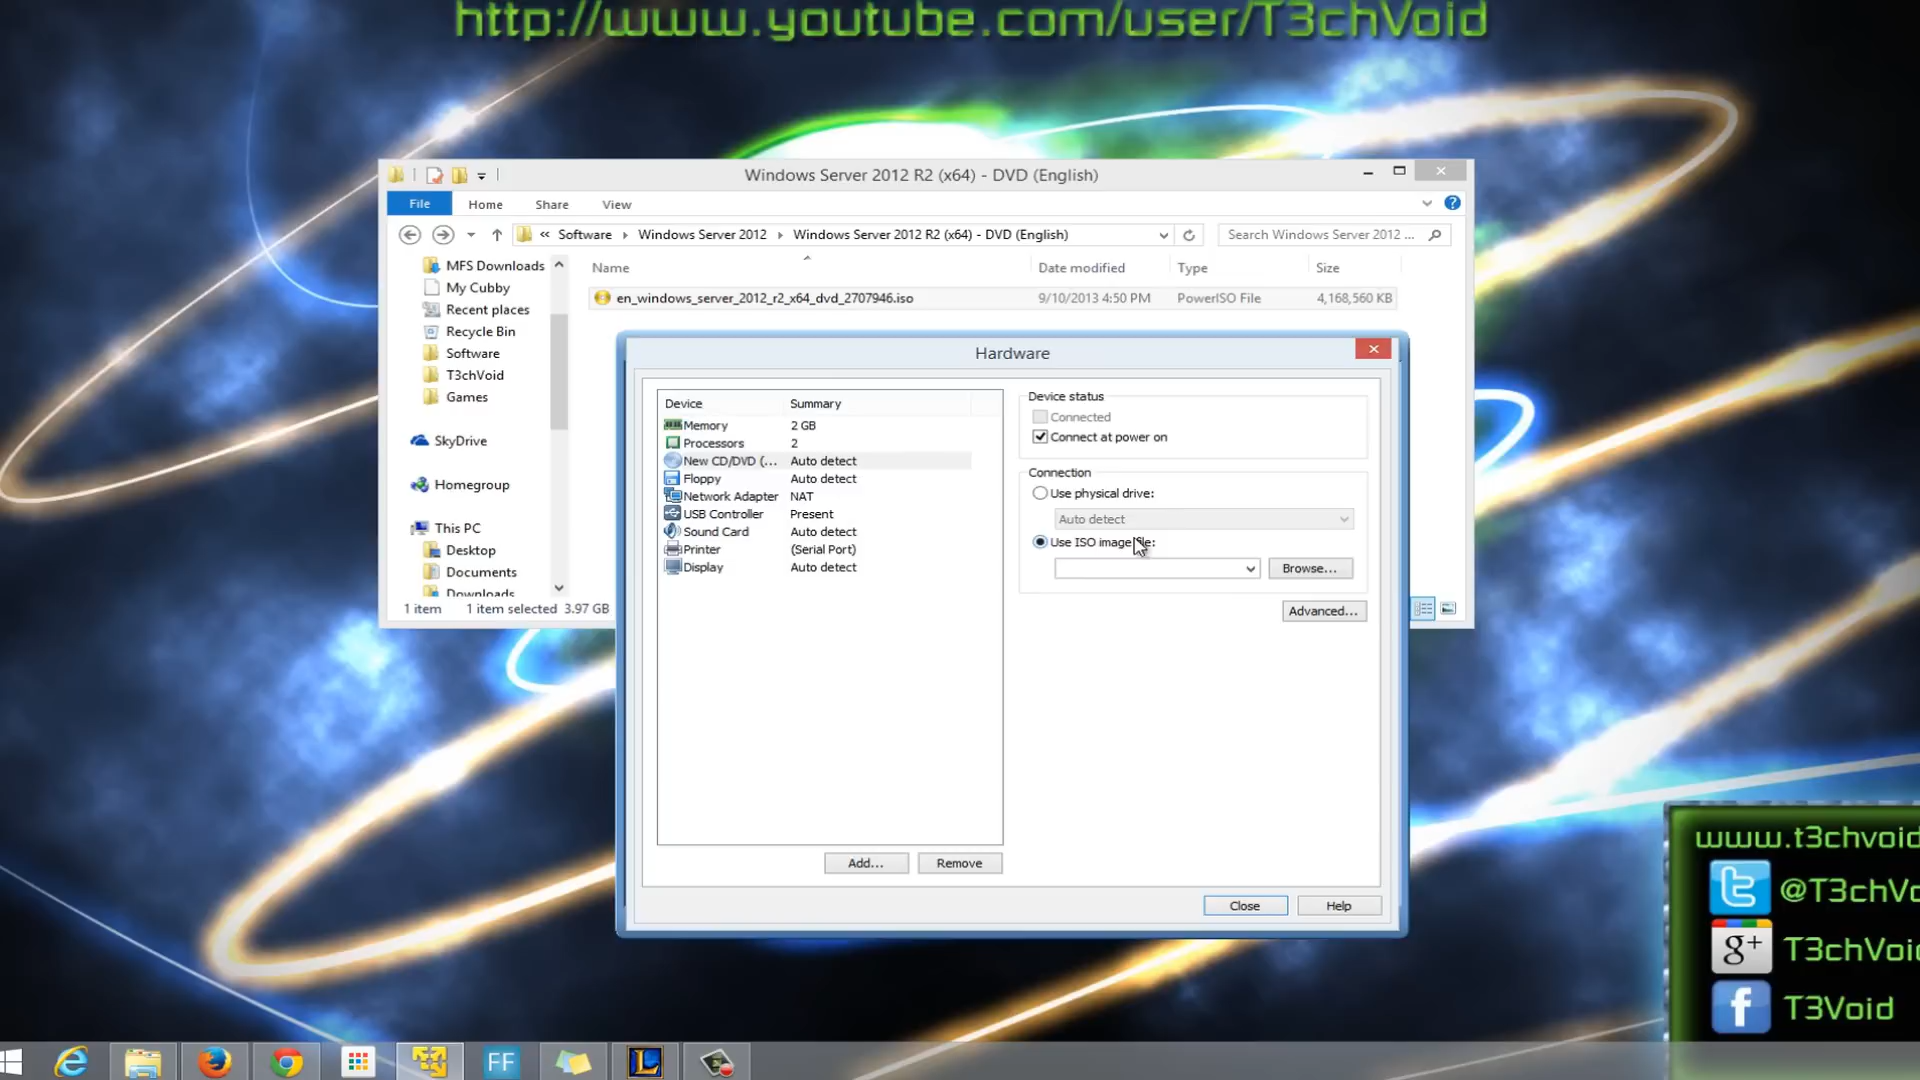 http://www.youtube.com/user/T3chVoid
Windows Server 2012 R2 (x64) - DVD (English)
File Home Share View
« Software Windows Server 2012 Windows Server 2012 R2 (x64) - DVD (English)
Search Windows Server 2012 ...
Name Date modified Type Size
en_windows_server_2012_r2_x64_dvd_2707946.iso 9/10/2013 4:50 PM PowerISO File 4,168,560 KB
MFS Downloads
My Cubby
Recent places
Recycle Bin
Software
T3chVoid
Games
SkyDrive
Homegroup
This PC
Desktop
Documents
Downloads
1 item 1 item selected 3.97 GB
Hardware
Device Summary
Memory 2 GB
Processors 2
New CD/DVD (... Auto detect
Floppy Auto detect
Network Adapter NAT
USB Controller Present
Sound Card Auto detect
Printer (Serial Port)
Display Auto detect
Add... Remove
Device status
Connected
Connect at power on
Connection
Use physical drive:
Auto detect
Use ISO image file:
Browse...
Advanced...
Close Help
www.t3chvoid
@T3chVo
T3chVoid
T3Void
FF
L
g+
f